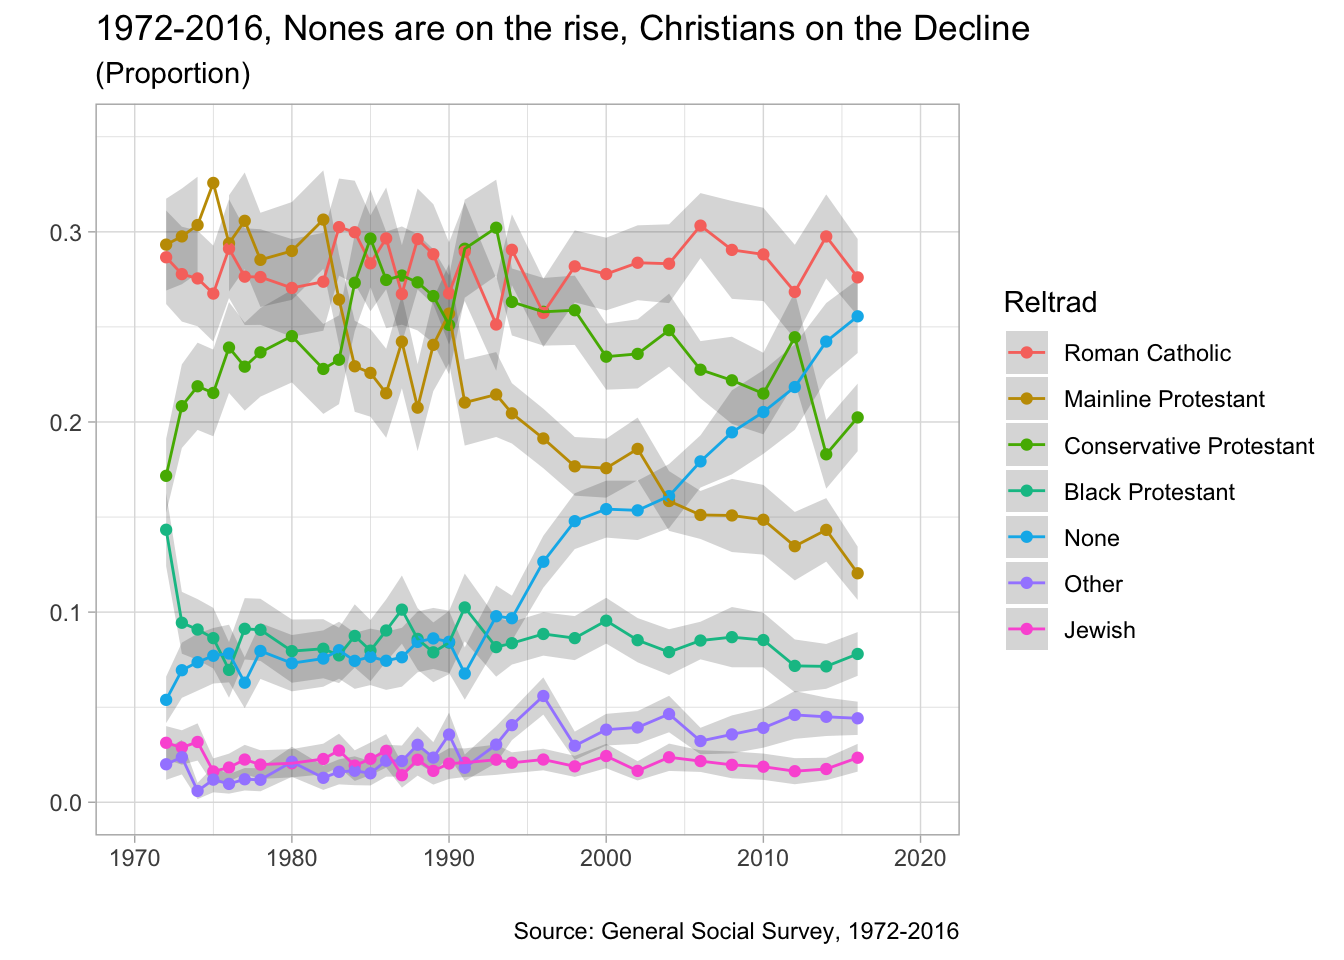 1972-2016, Nones are on the rise, Christians on the Decline
(Proportion)
0.3
0.2
0.1
0.0
1970 1980 1990 2000 2010 2020
Reltrad
Roman Catholic
Mainline Protestant
Conservative Protestant
Black Protestant
None
Other
Jewish
Source: General Social Survey, 1972-2016